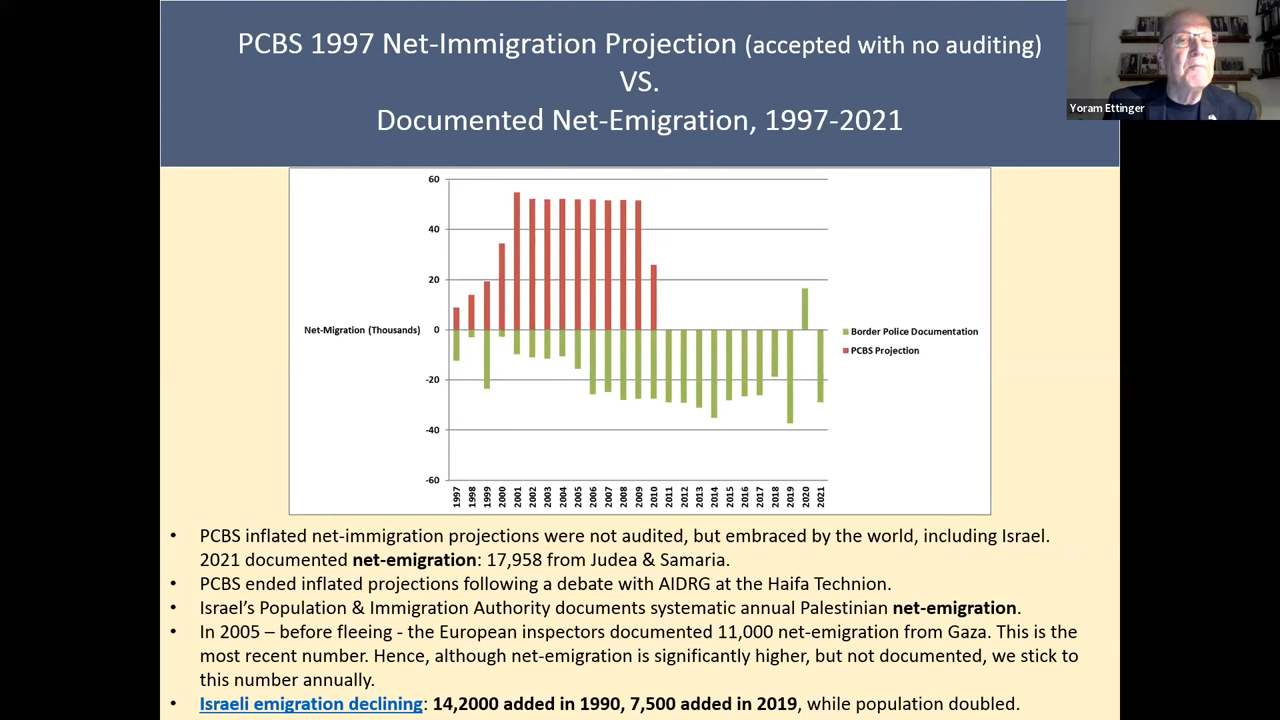 PCBS 1997 Net-Immigration Projection (accepted with no auditing)
VS.
Documented Net-Emigration, 1997-2021
Yoram Ettinger
60
40
20
0
-20
-40
-60
Net-Migration (Thousands)
1997
1998
1999
2000
2001
2002
2003
2004
2005
2006
2007
2008
2009
2010
2011
2012
2013
2014
2015
2016
2017
2018
2019
2020
2021
Border Police Documentation
PCBS Projection
• PCBS inflated net-immigration projections were not audited, but embraced by the world, including Israel.
2021 documented net-emigration: 17,958 from Judea & Samaria.
• PCBS ended inflated projections following a debate with AIDRG at the Haifa Technion.
• Israel's Population & Immigration Authority documents systematic annual Palestinian net-emigration.
• In 2005 – before fleeing - the European inspectors documented 11,000 net-emigration from Gaza. This is the
most recent number. Hence, although net-emigration is significantly higher, but not documented, we stick to
this number annually.
• Israeli emigration declining: 14,2000 added in 1990, 7,500 added in 2019, while population doubled.